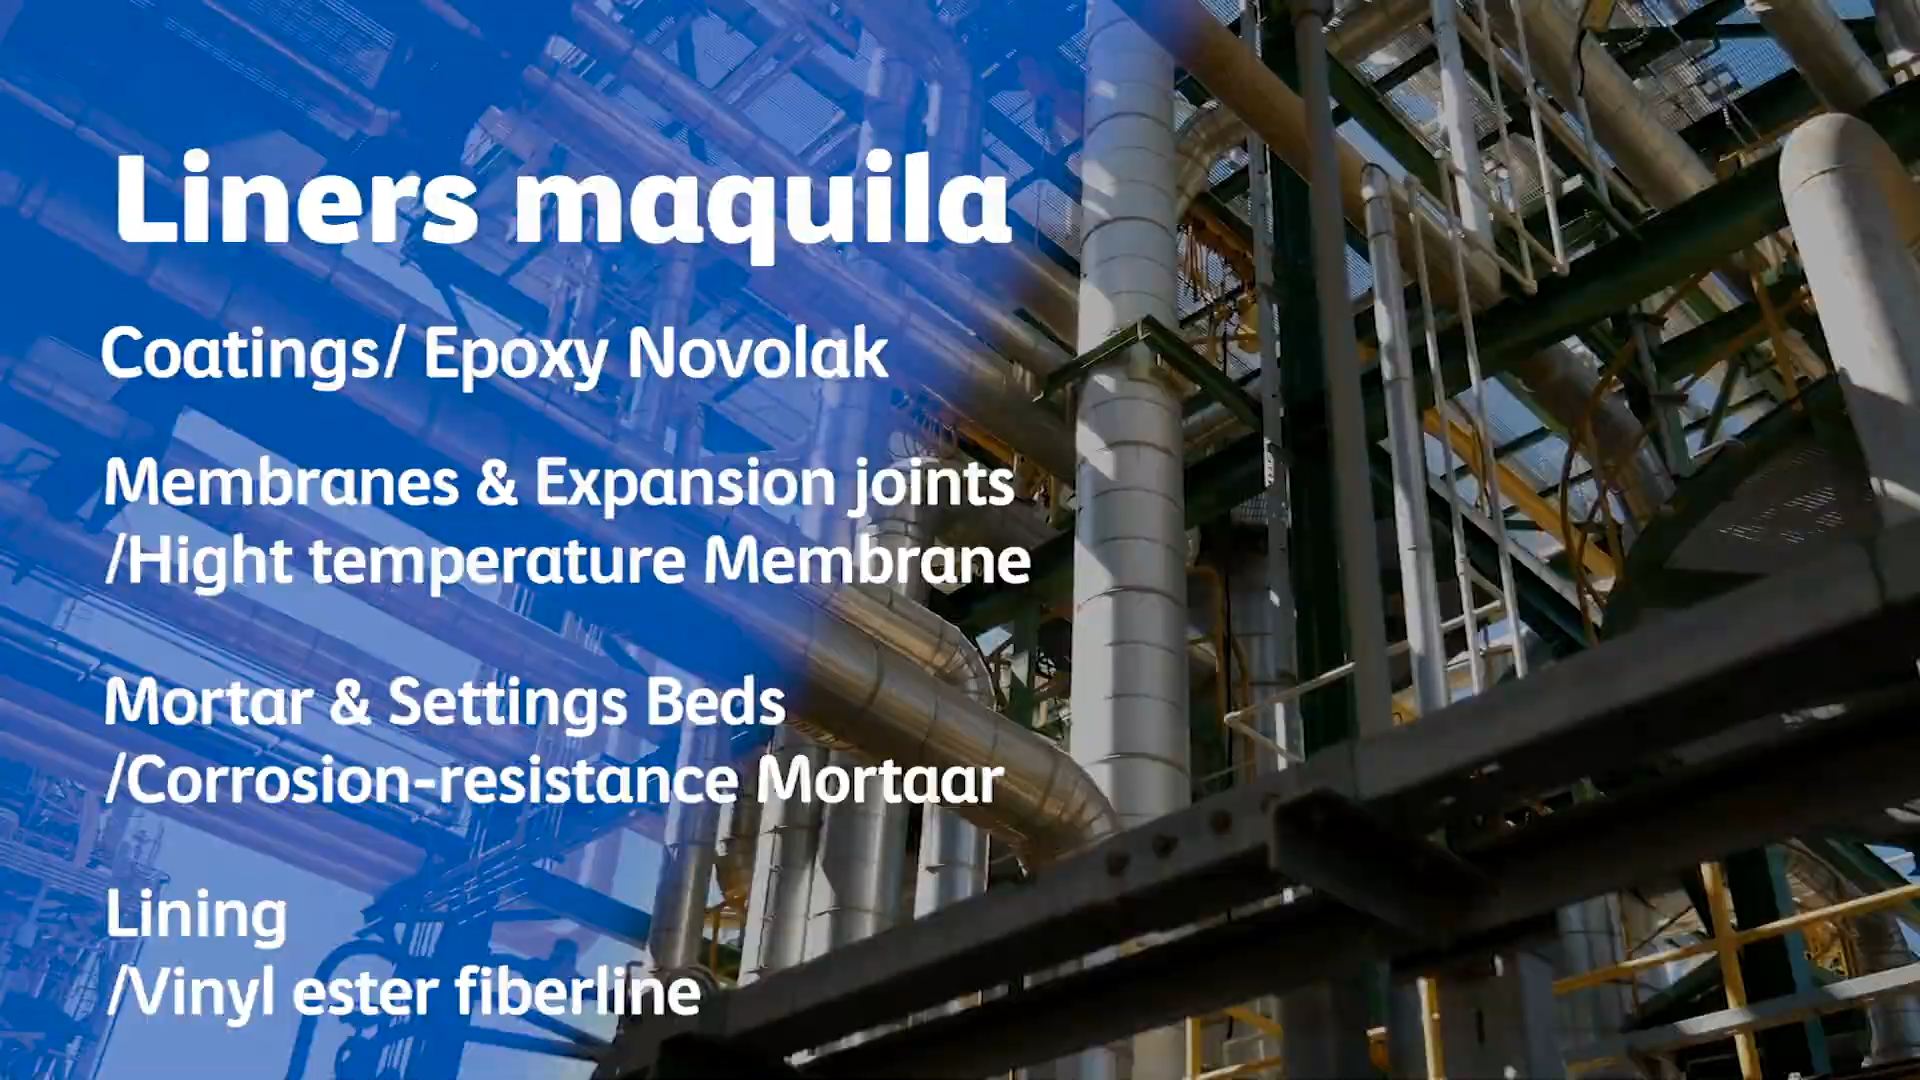 Liners maquila
Coatings/ Epoxy Novolak
Membranes & Expansion joints
/Hight temperature Membrane
Mortar & Settings Beds
/Corrosion-resistance Mortaar
Lining
/Vinyl ester fiberline